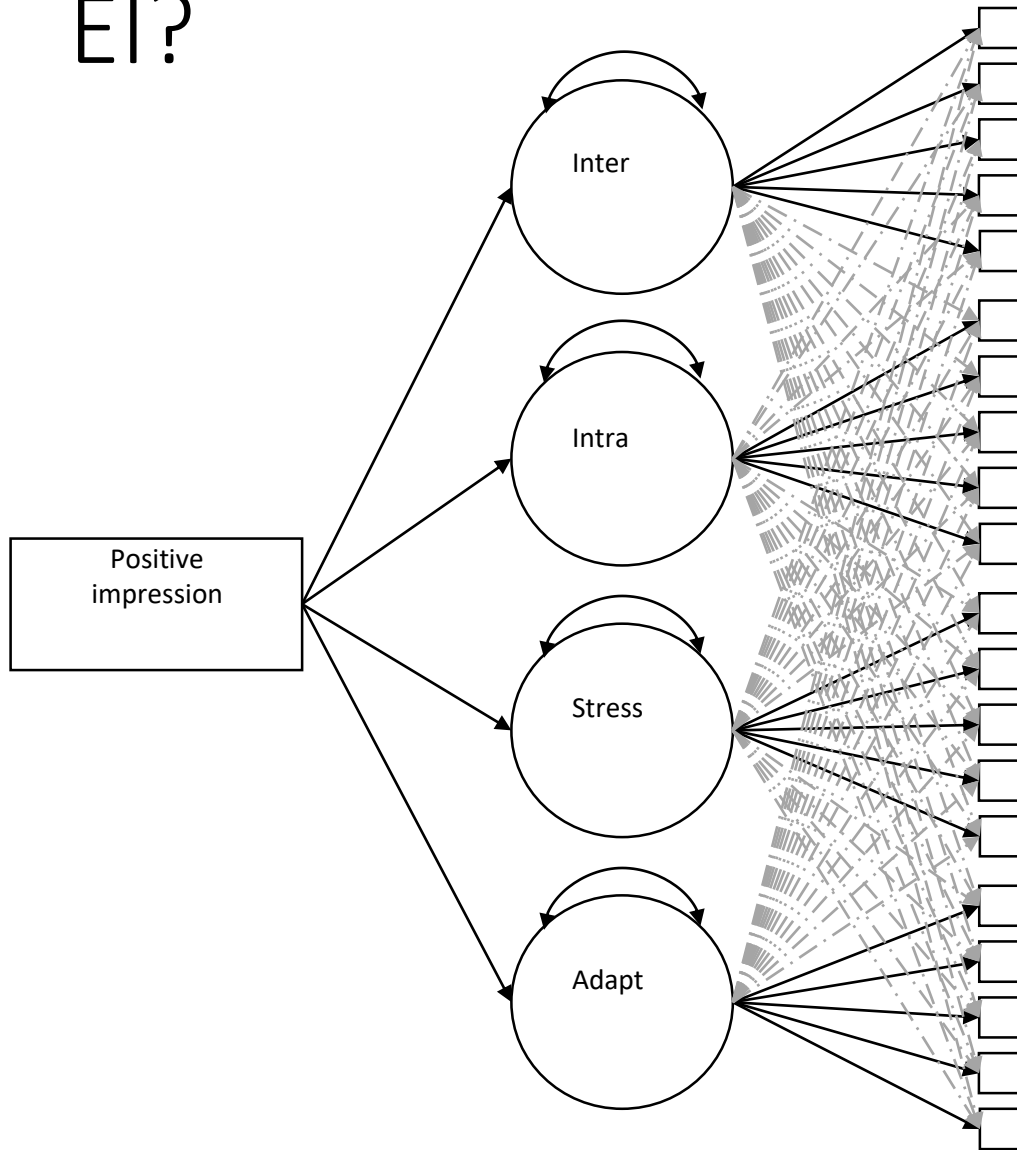 EI?
Inter
Intra
Positive
impression
Stress
Adapt